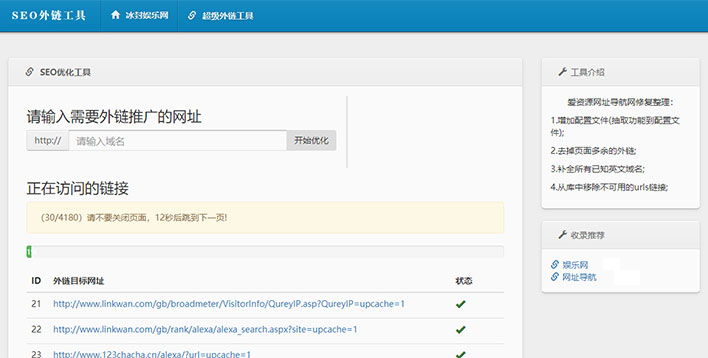 SEO外链工具
冰封娱乐网
超级外链工具
SEO优化工具
请输入需要外链推广的网址
http://
请输入域名
开始优化
正在访问的链接
（30/4180）请不要关闭页面，12秒后跳到下一页!
1
ID 外链目标网址 状态
21 http://www.linkwan.com/gb/broadmeter/VisitorInfo/QureyIP.asp?QureyIP=upcache=1
22 http://www.linkwan.com/gb/rank/alexa/alexa_search.aspx?site=upcache=1
23 http://www.123chacha.cn/alexa/?url=upcache=1
工具介绍
爱资源网址导航网修复整理：
1.增加配置文件(抽取功能到配置文
件);
2.去掉页面多余的外链;
3.补全所有已知英文域名;
4.从库中移除不可用的urls链接;
收录推荐
娱乐网
网址导航